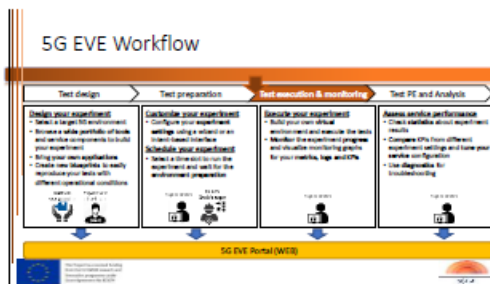 5G EVE Workflow
Test design
Test preparation
Test execution & monitoring
Test PE and Analysis
Design your experiment
• Select a target 5G environment
• Browse a wide portfolio of tools
and service components to build
your experiment
• Bring your own applications
• Create new blueprints to easily
reproduce your tests with
different operational conditions
Customize your experiment
• Configure your experiment
settings using a wizard or an
intent-based interface
Schedule your experiment
• Select a time slot to run the
experiment and wait for the
environment preparation
Execute your experiment
• Build your own virtual
environment and execute the tests
• Monitor the experiment progress
and visualize monitoring graphs
for your metrics, logs and KPIs
Assess service performance
• Check statistics about experiment
results
• Compare KPIs from different
experiment settings and tune your
service configuration
• Use diagnostics for
troubleshooting
5G EVE Portal (WEB)